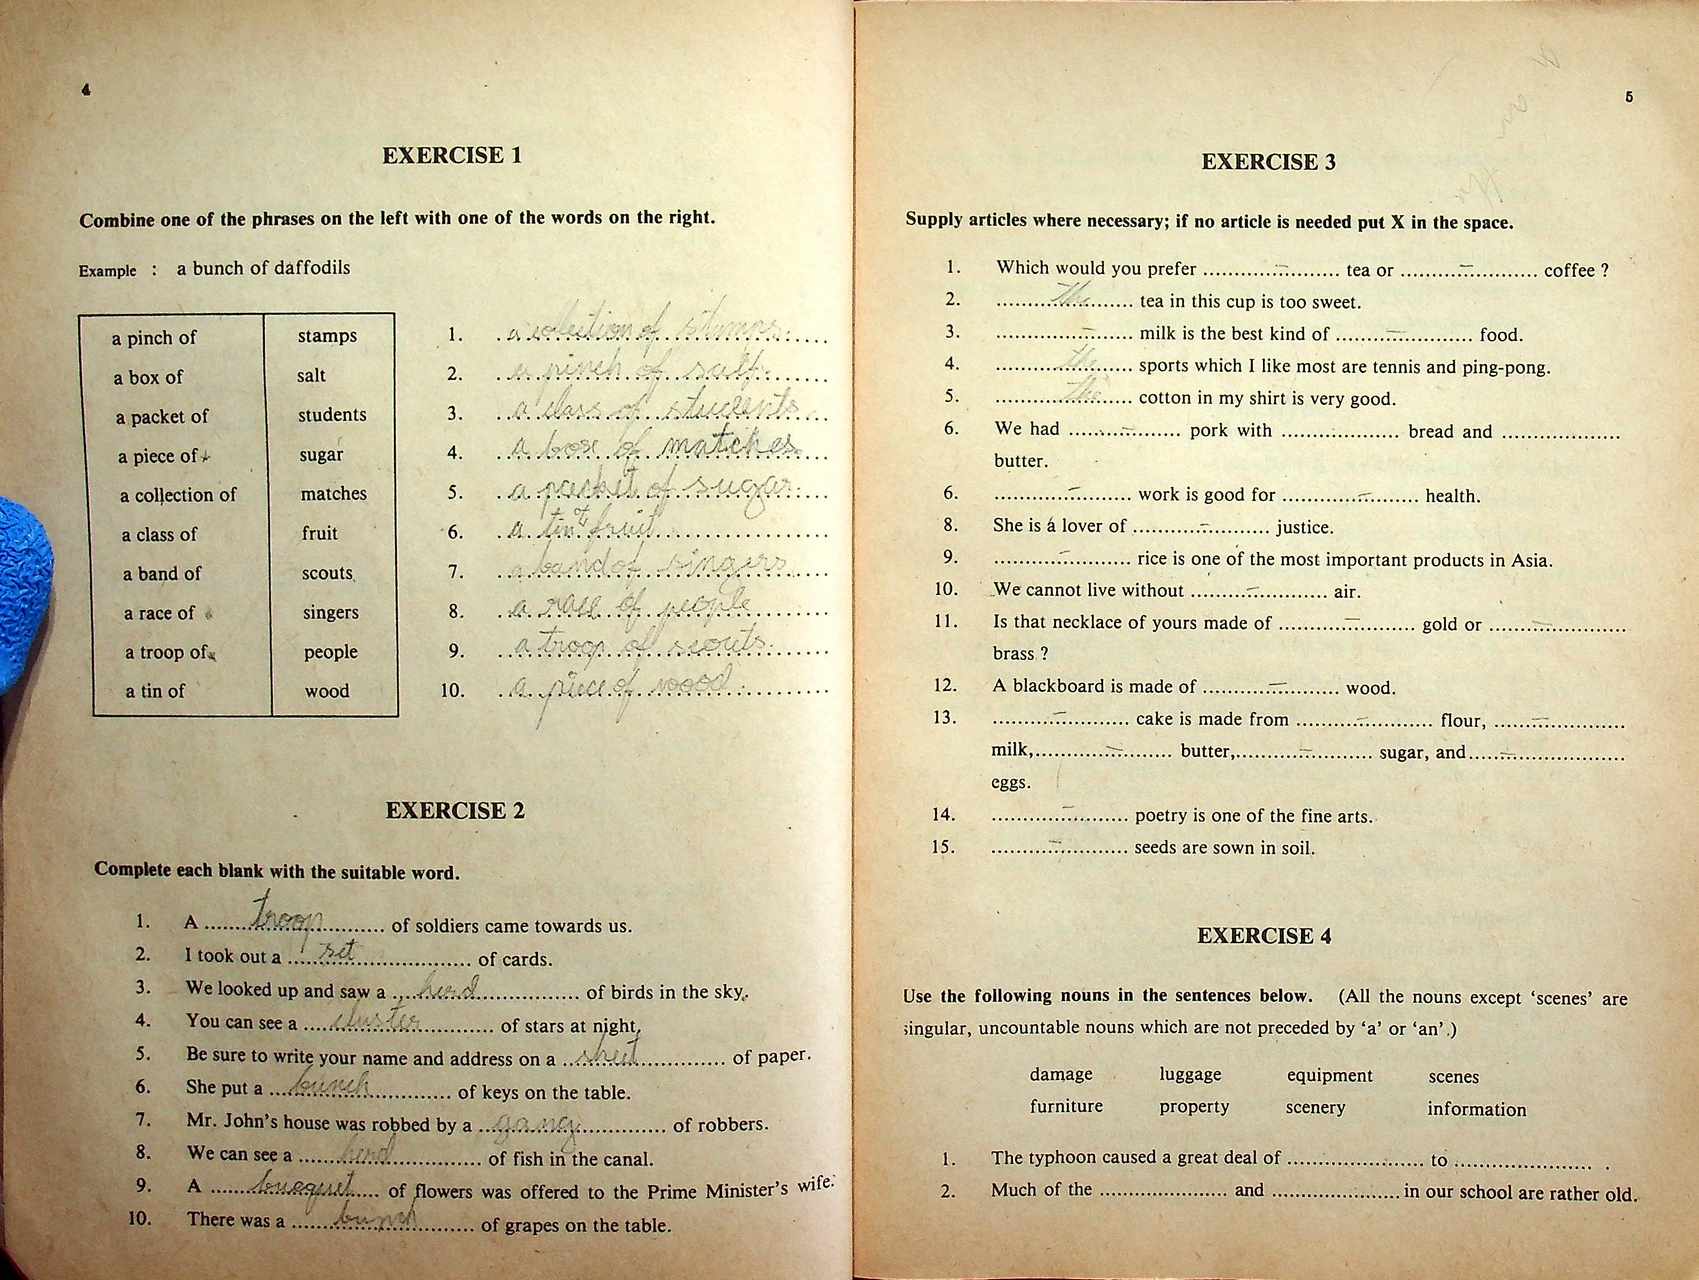 4
EXERCISE 1
Combine one of the phrases on the left with one of the words on the right.
Example : a bunch of daffodils
a pinch of stamps
a box of salt
a packet of students
a piece of sugar
a collection of matches
a class of fruit
a band of scouts
a race of singers
a troop of people
a tin of wood
1. a collection of stamps.
2. a pinch of salt.
3. a class of students.
4. a box of matches
5. a packet of sugar.
6. a tin of fruit
7. a band of singers
8. a race of people
9. a troop of scouts.
10. a piece of wood.
EXERCISE 2
Complete each blank with the suitable word.
1. A ....troop.... of soldiers came towards us.
2. I took out a ....set.... of cards.
3. We looked up and saw a ....herd.... of birds in the sky.
4. You can see a ....cluster.... of stars at night.
5. Be sure to write your name and address on a ....sheet.... of paper.
6. She put a ....bunch.... of keys on the table.
7. Mr. John's house was robbed by a ....gang.... of robbers.
8. We can see a ....herd.... of fish in the canal.
9. A ........ of flowers was offered to the Prime Minister's wife.
10. There was a ....bunch.... of grapes on the table.
5
a
an
the
EXERCISE 3
Supply articles where necessary; if no article is needed put X in the space.
1. Which would you prefer ....–.... tea or ....–.... coffee ?
2. ....the.... tea in this cup is too sweet.
3. ....–.... milk is the best kind of ....–.... food.
4. ....the.... sports which I like most are tennis and ping-pong.
5. ....the.... cotton in my shirt is very good.
6. We had ....–.... pork with ........ bread and ........
butter.
6. ....–.... work is good for ....–.... health.
8. She is a lover of ....–.... justice.
9. ....–.... rice is one of the most important products in Asia.
10. We cannot live without ....–.... air.
11. Is that necklace of yours made of ....–.... gold or ....–....
brass ?
12. A blackboard is made of ....–.... wood.
13. ....–.... cake is made from ....–.... flour, ....–....
milk,....–.... butter,....–.... sugar, and....–....
eggs.
14. ....–.... poetry is one of the fine arts.
15. ....–.... seeds are sown in soil.
EXERCISE 4
Use the following nouns in the sentences below. (All the nouns except 'scenes' are
singular, uncountable nouns which are not preceded by 'a' or 'an'.)
damage luggage equipment scenes
furniture property scenery information
1. The typhoon caused a great deal of ........ to ........ .
2. Much of the ........ and ........ in our school are rather old.